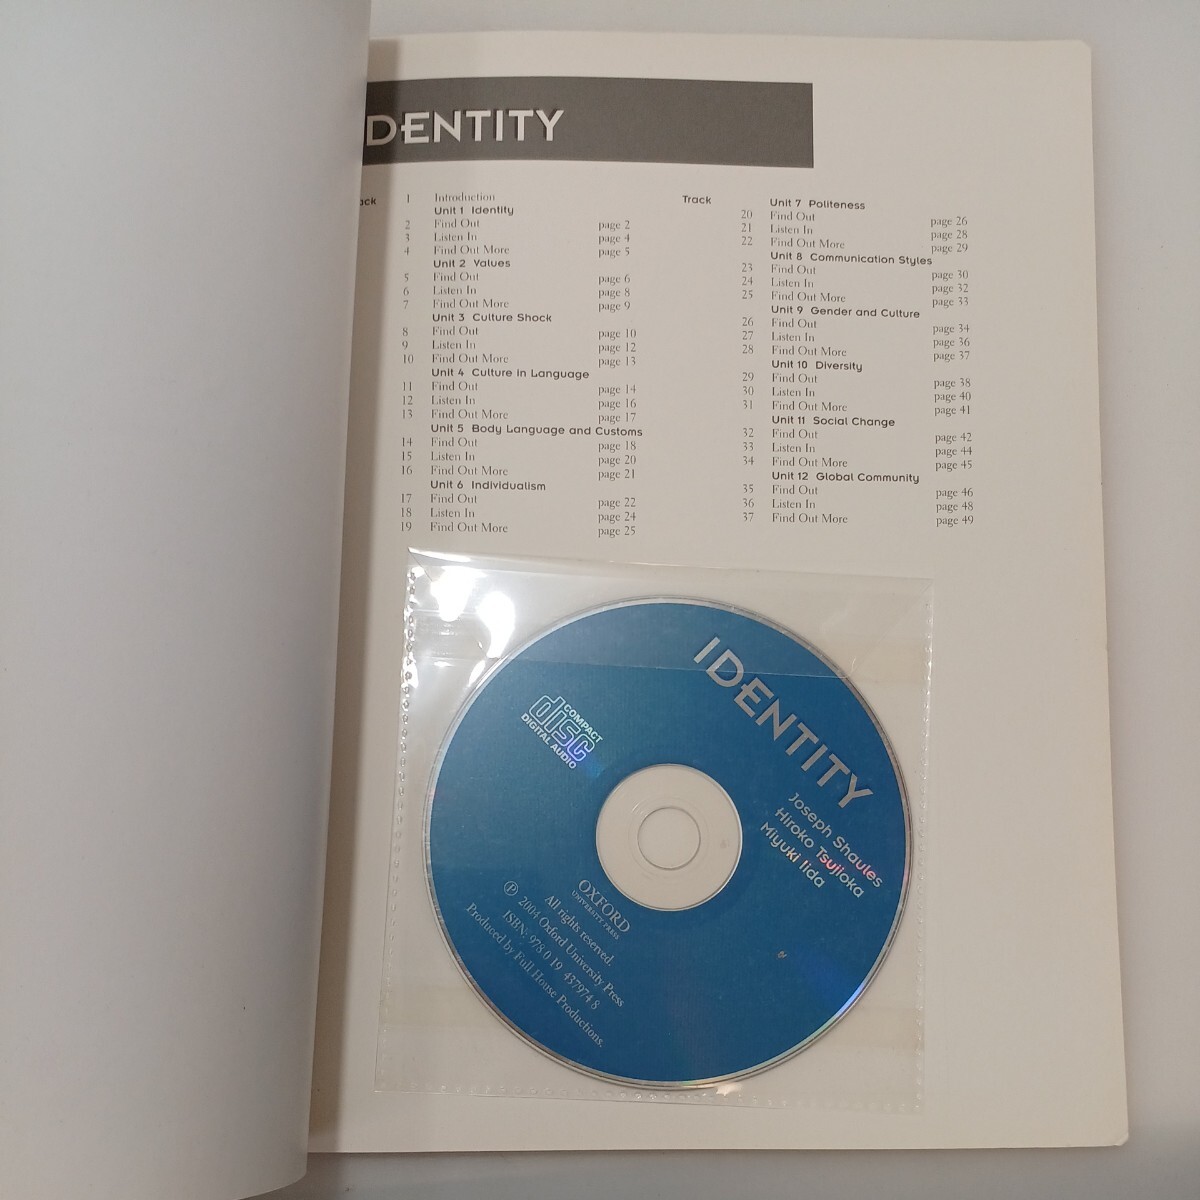 IDENTITY
Track 1 Introduction
Unit 1 Identity
2 Find Out page 2
3 Listen In page 4
4 Find Out More page 5
Unit 2 Values
5 Find Out page 6
6 Listen In page 8
7 Find Out More page 9
Unit 3 Culture Shock
8 Find Out page 10
9 Listen In page 12
10 Find Out More page 13
Unit 4 Culture in Language
11 Find Out page 14
12 Listen In page 16
13 Find Out More page 17
Unit 5 Body Language and Customs
14 Find Out page 18
15 Listen In page 20
16 Find Out More page 21
Unit 6 Individualism
17 Find Out page 22
18 Listen In page 24
19 Find Out More page 25
Track Unit 7 Politeness
20 Find Out page 26
21 Listen In page 28
22 Find Out More page 29
Unit 8 Communication Styles
23 Find Out page 30
24 Listen In page 32
25 Find Out More page 33
Unit 9 Gender and Culture
26 Find Out page 34
27 Listen In page 36
28 Find Out More page 37
Unit 10 Diversity
29 Find Out page 38
30 Listen In page 40
31 Find Out More page 41
Unit 11 Social Change
32 Find Out page 42
33 Listen In page 44
34 Find Out More page 45
Unit 12 Global Community
35 Find Out page 46
36 Listen In page 48
37 Find Out More page 49
IDENTITY
Joseph Shaules
Hiroko Tsujioka
Miyuki Iida
COMPACT
disc
DIGITAL AUDIO
OXFORD
UNIVERSITY PRESS
All rights reserved.
℗ 2004 Oxford University Press
ISBN: 978 0 19 437974 8
Produced by Full House Productions.